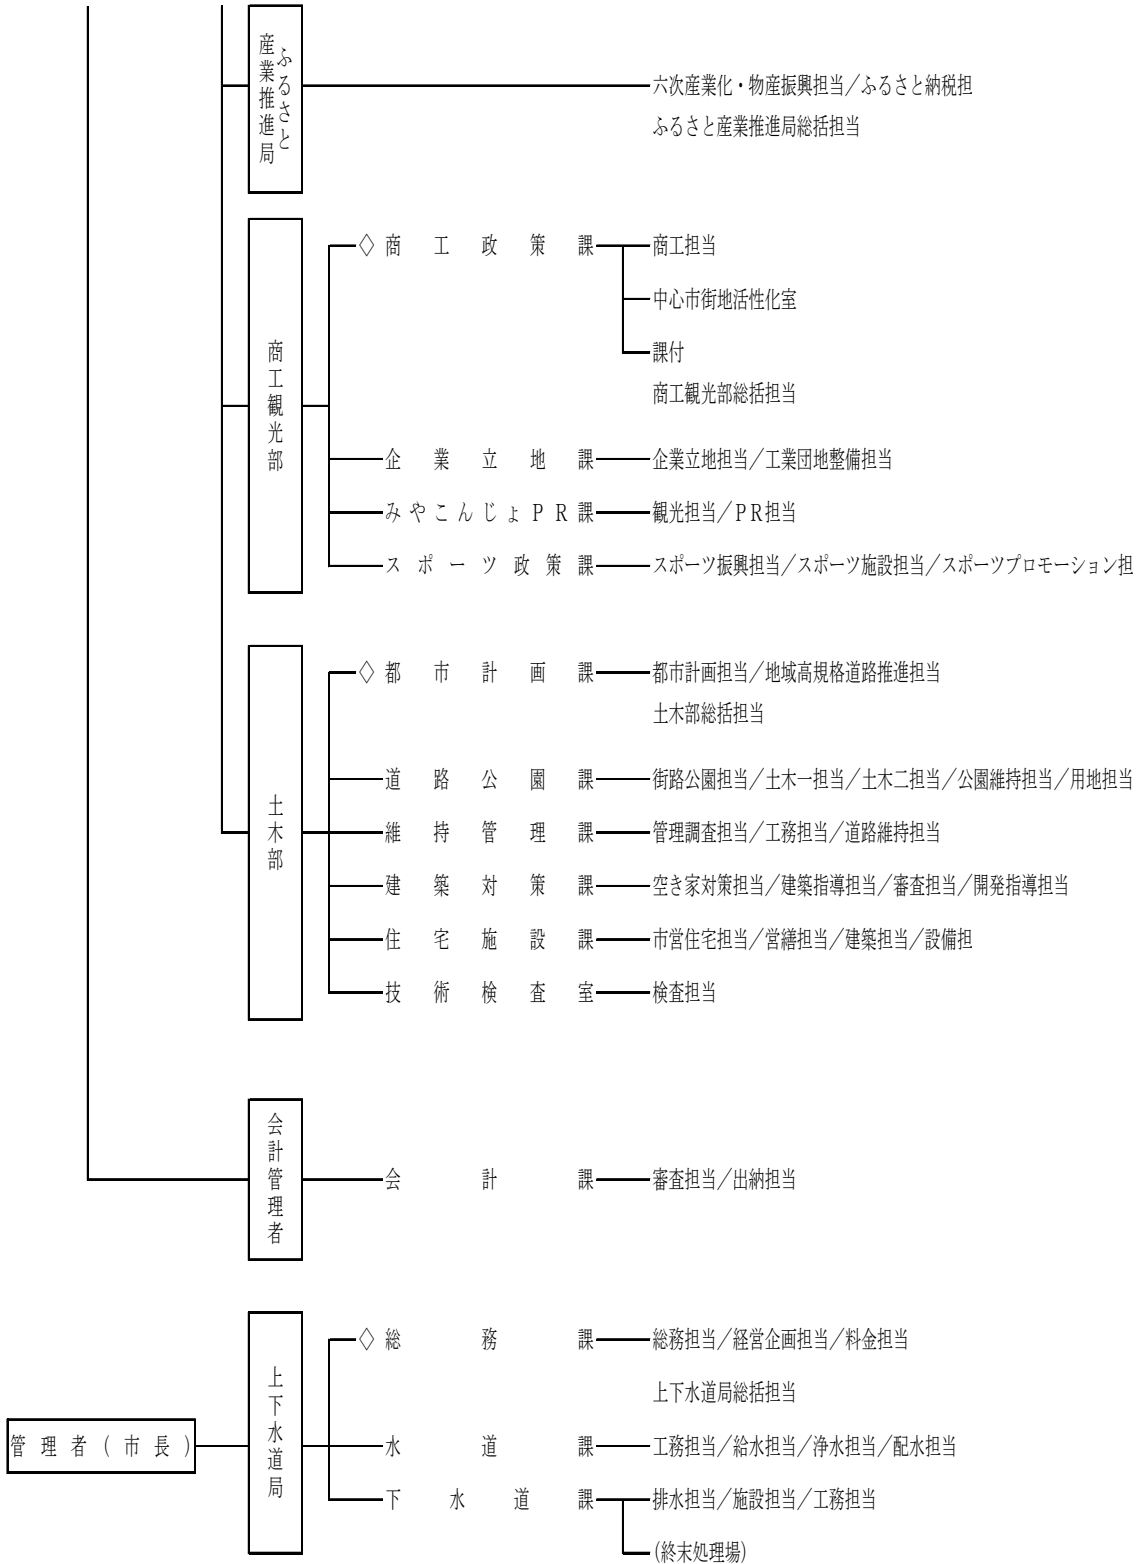 ふるさと
産業推進局
六次産業化・物産振興担当／ふるさと納税担
ふるさと産業推進局総括担当
商工観光部
◇商工政策課
商工担当
中心市街地活性化室
課付
商工観光部総括担当
企業立地課
企業立地担当／工業団地整備担当
みやこんじょPR課
観光担当／PR担当
スポーツ政策課
スポーツ振興担当／スポーツ施設担当／スポーツプロモーション担
土木部
◇都市計画課
都市計画担当／地域高規格道路推進担当
土木部総括担当
道路公園課
街路公園担当／土木一担当／土木二担当／公園維持担当／用地担当
維持管理課
管理調査担当／工務担当／道路維持担当
建築対策課
空き家対策担当／建築指導担当／審査担当／開発指導担当
住宅施設課
市営住宅担当／営繕担当／建築担当／設備担
技術検査室
検査担当
会計管理者
会計課
審査担当／出納担当
管理者(市長)
上下水道局
◇総務課
総務担当／経営企画担当／料金担当
上下水道局総括担当
水道課
工務担当／給水担当／浄水担当／配水担当
下水道課
排水担当／施設担当／工務担当
(終末処理場)